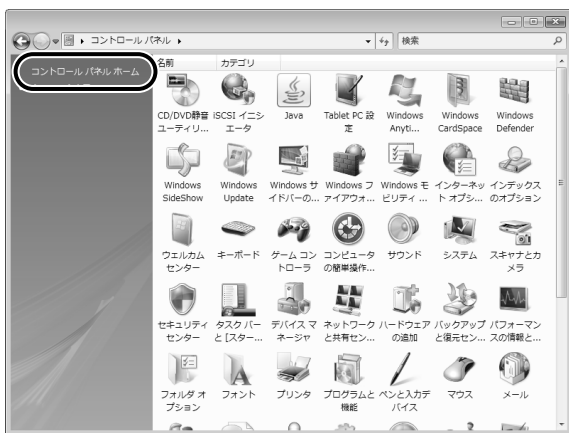 コントロール パネル
検索
コントロール パネル ホーム
名前 カテゴリ
CD/DVD静音ユーティリ...
iSCSI イニシエータ
Java
Tablet PC 設定
Windows Anyti...
Windows CardSpace
Windows Defender
Windows SideShow
Windows Update
Windows サイドバーの...
Windows ファイアウォ...
Windows モビリティ ...
インターネット オプシ...
インデックスのオプション
ウェルカム センター
キーボード
ゲーム コントローラ
コンピュータの簡単操作...
サウンド
システム
スキャナとカメラ
セキュリティ センター
タスク バーと [スター...
デバイス マネージャ
ネットワークと共有セン...
ハードウェアの追加
バックアップと復元セン...
パフォーマンスの情報と...
フォルダ オプション
フォント
プリンタ
プログラムと機能
ペンと入力デバイス
マウス
メール